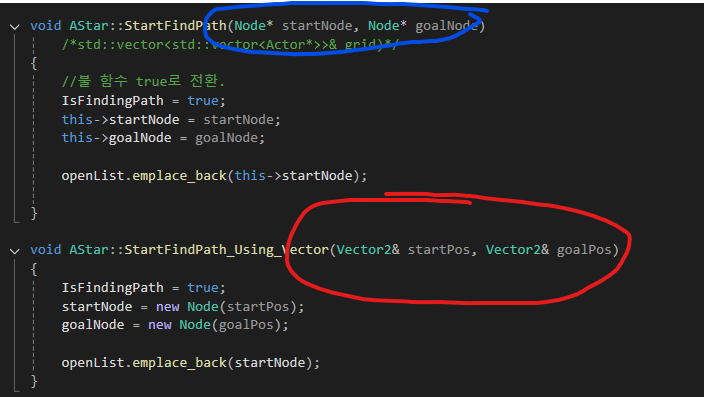 void AStar::StartFindPath(Node* startNode, Node* goalNode)
/*std::vector<std::vector<Actor*>>& grid)*/
{
//불 함수 true로 전환.
IsFindingPath = true;
this->startNode = startNode;
this->goalNode = goalNode;
openList.emplace_back(this->startNode);
}
void AStar::StartFindPath_Using_Vector(Vector2& startPos, Vector2& goalPos)
{
IsFindingPath = true;
startNode = new Node(startPos);
goalNode = new Node(goalPos);
openList.emplace_back(startNode);
}